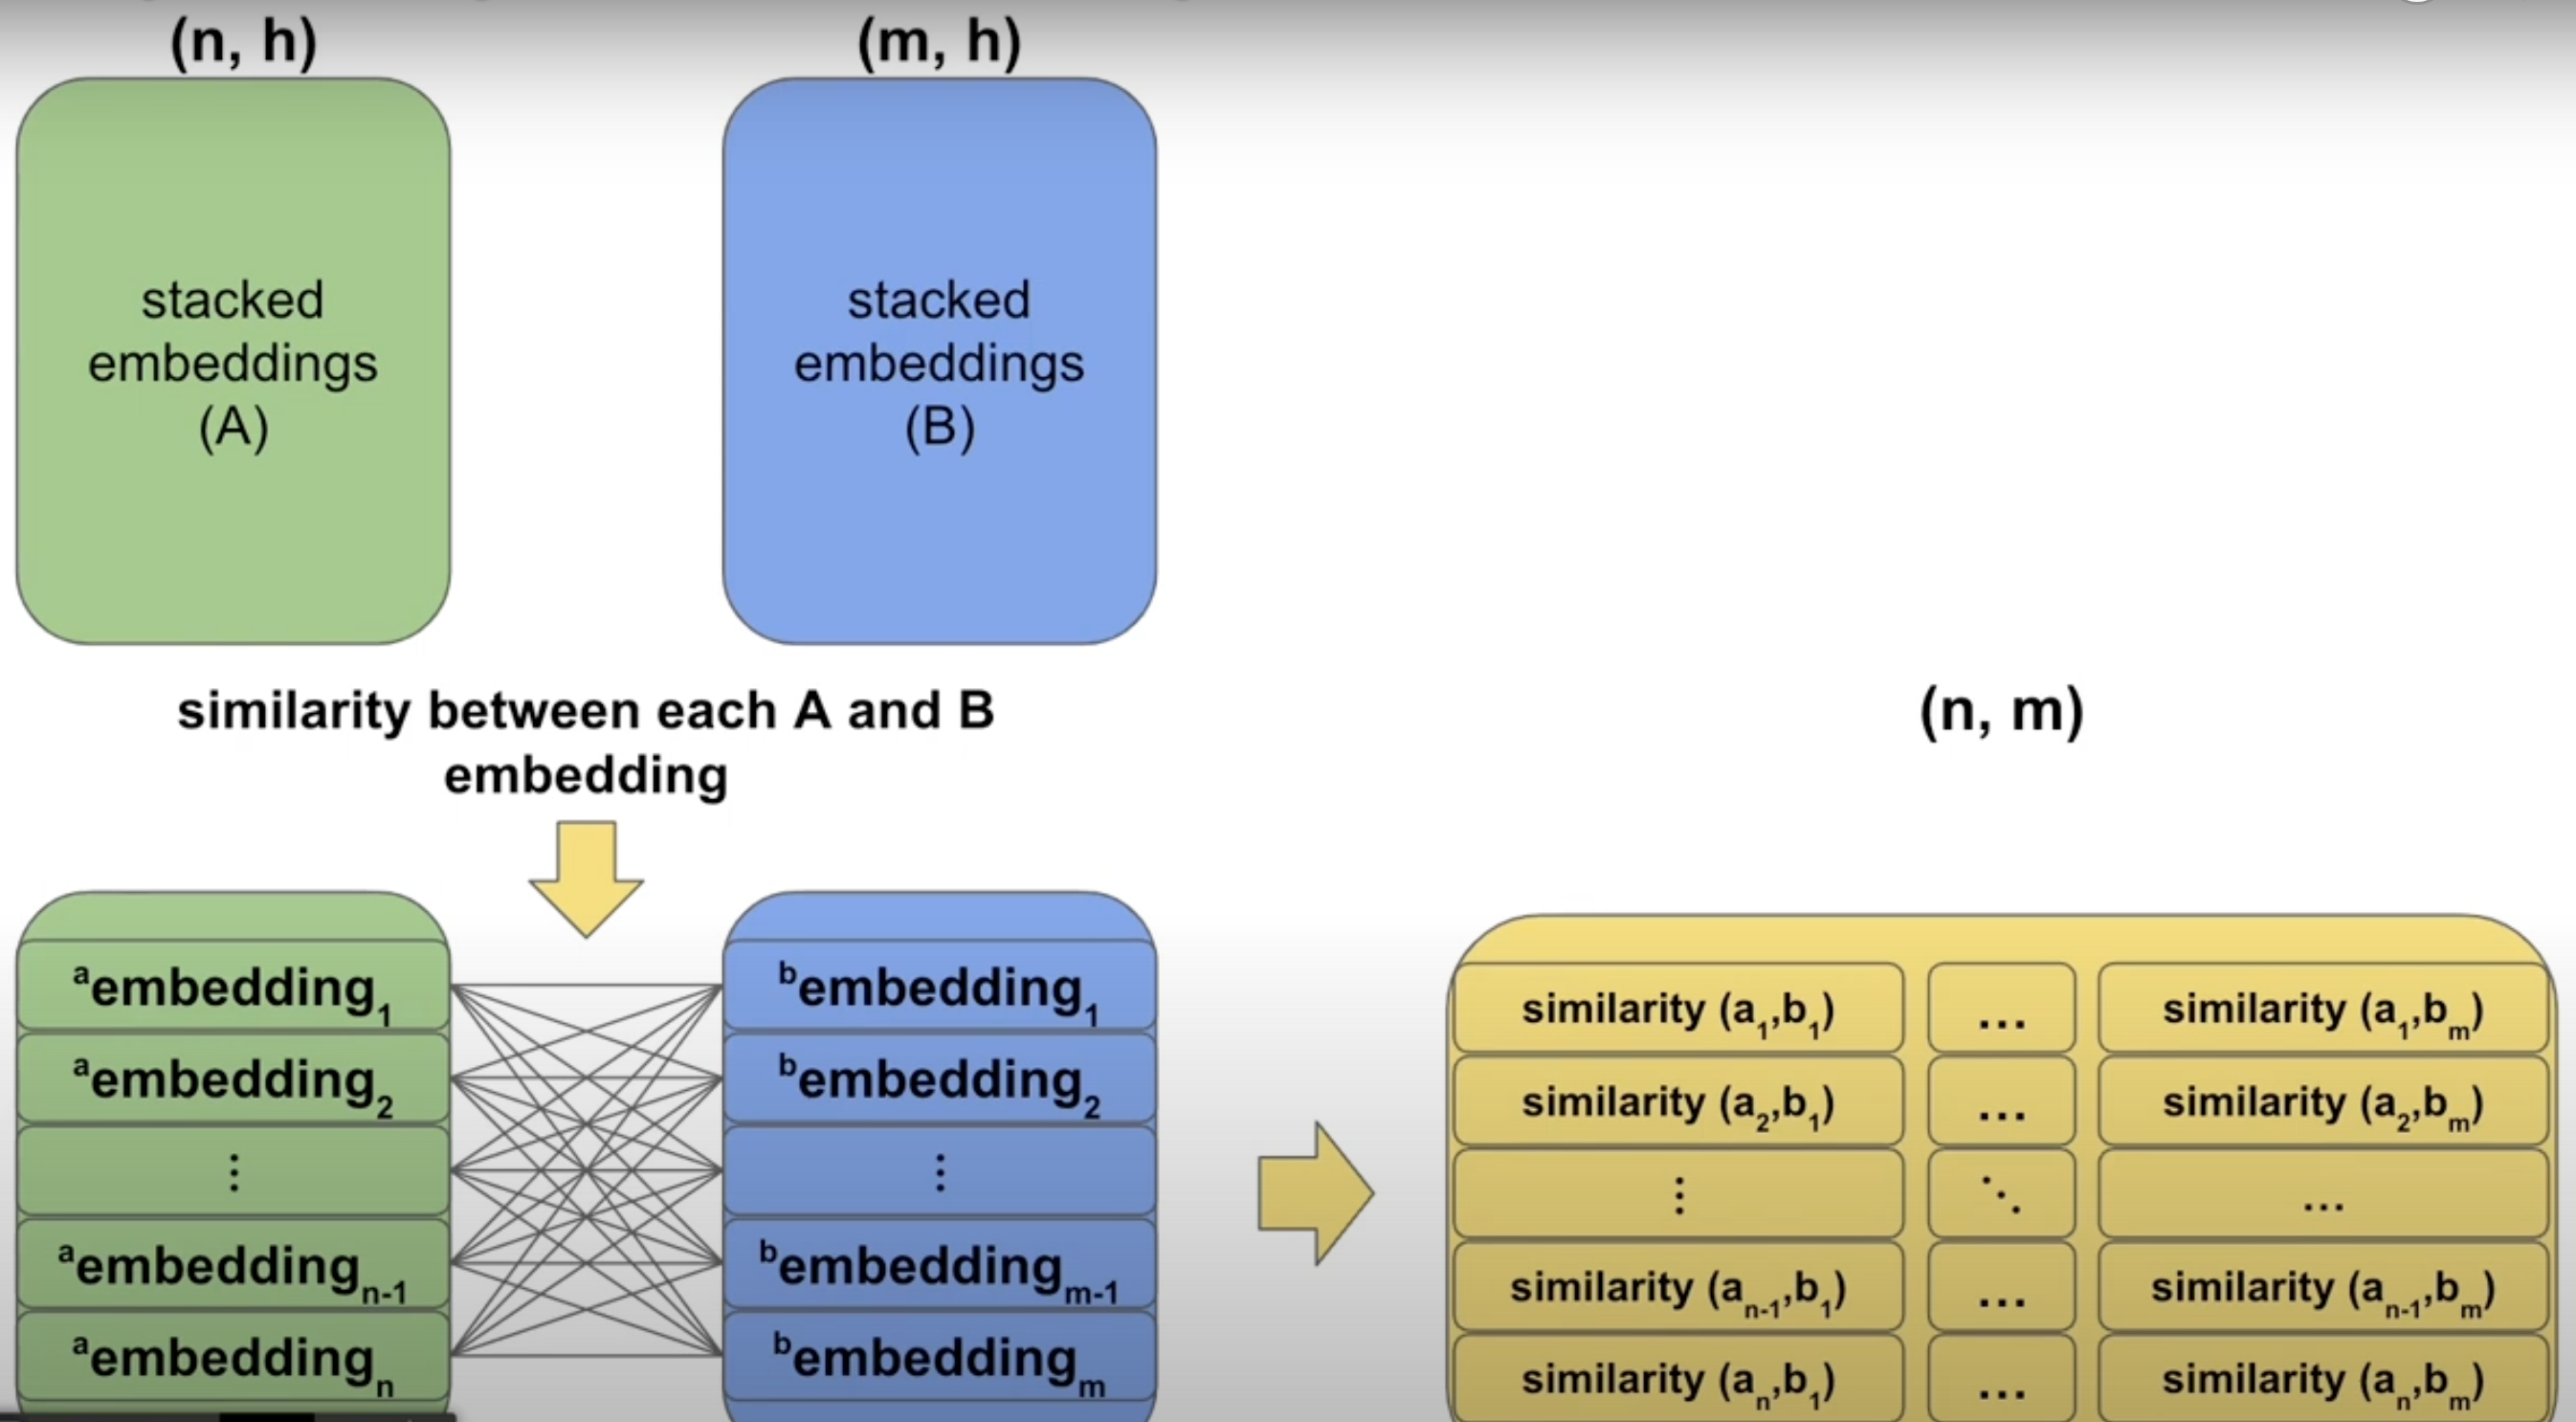 (n, h)
(m, h)
stacked
embeddings
(A)
stacked
embeddings
(B)
similarity between each A and B
embedding
(n, m)
ᵃembedding₁
ᵃembedding₂
⋮
ᵃembeddingₙ₋₁
ᵃembeddingₙ
ᵇembedding₁
ᵇembedding₂
⋮
ᵇembeddingₘ₋₁
ᵇembeddingₘ
similarity (a₁,b₁) ... similarity (a₁,bₘ)
similarity (a₂,b₁) ... similarity (a₂,bₘ)
⋮ ⋱ ...
similarity (aₙ₋₁,b₁) ... similarity (aₙ₋₁,bₘ)
similarity (aₙ,b₁) ... similarity (aₙ,bₘ)